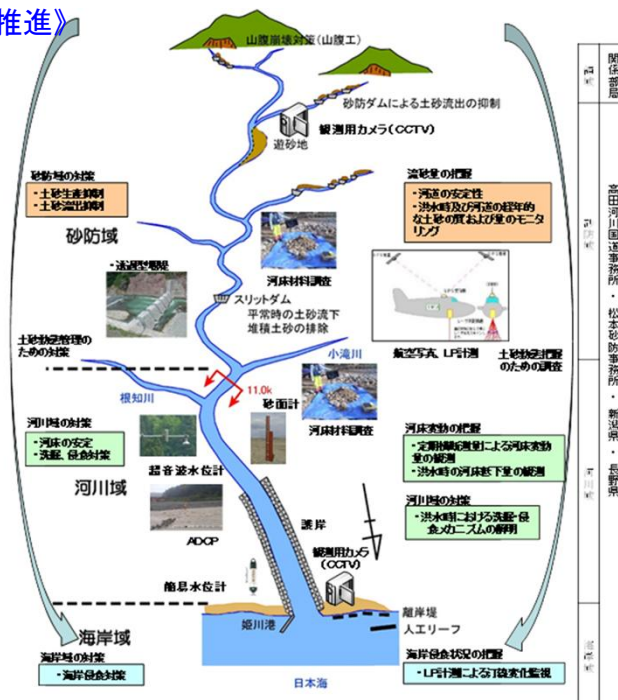 推進》
山腹崩壊対策(山腹工)
砂防ダムによる土砂流出の抑制
観測用カメラ(CCTV)
遊砂地
砂防域の対策
・土砂生産抑制
・土砂流出抑制
砂防域
・透過型堰堤
河床材料調査
流砂量の把握
・河道の安定性
・洪水時及び河道の経年的
な土砂の質および量のモニタ
リング
スリットダム
平常時の土砂流下
堆積土砂の排除
航空写真、LP計測
土砂動態把握
のための調査
土砂動態管理の
ための対策
小滝川
根知川
11.0k
砂面計
河床材料調査
河川域の対策
・河床の安定
・洗掘、侵食対策
超音波水位計
河川域
ADCP
河床変動の把握
・定期横断測量による河床変動
量の観測
・洪水時の河床低下量の観測
河川域の対策
・洪水時における洗掘・侵
食メカニズムの解明
護岸
観測用カメラ
(CCTV)
簡易水位計
姫川港
離岸堤
人工リーフ
海岸域
海岸域の対策
・海岸侵食対策
海岸侵食状況の把握
・LP計測による汀線変化監視
日本海
関係部局
高田河川国道事務所・松本砂防事務所・新潟県・長野県